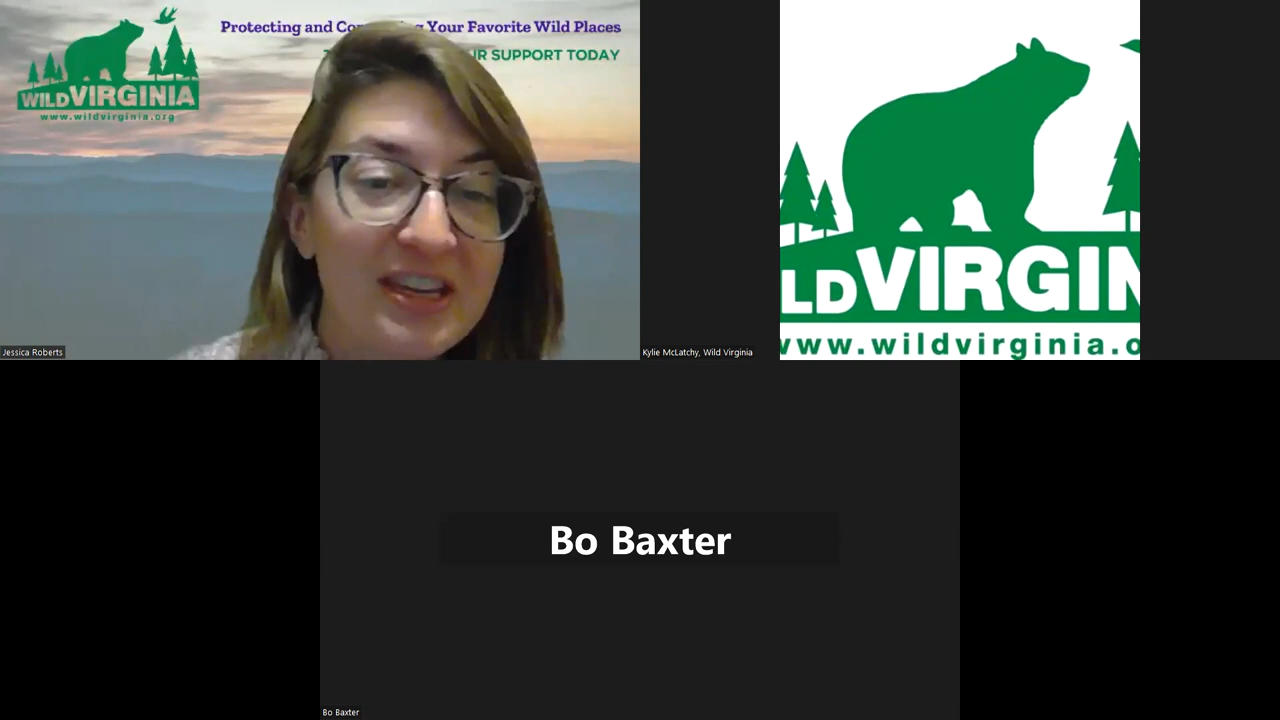 Protecting and Co Your Favorite Wild Places
R SUPPORT TODAY
WILDVIRGINIA
www.wildvirginia.org
Jessica Roberts
LDVIRGIN
www.wildvirginia.o
Kylie McLatchy, Wild Virginia
Bo Baxter
Bo Baxter